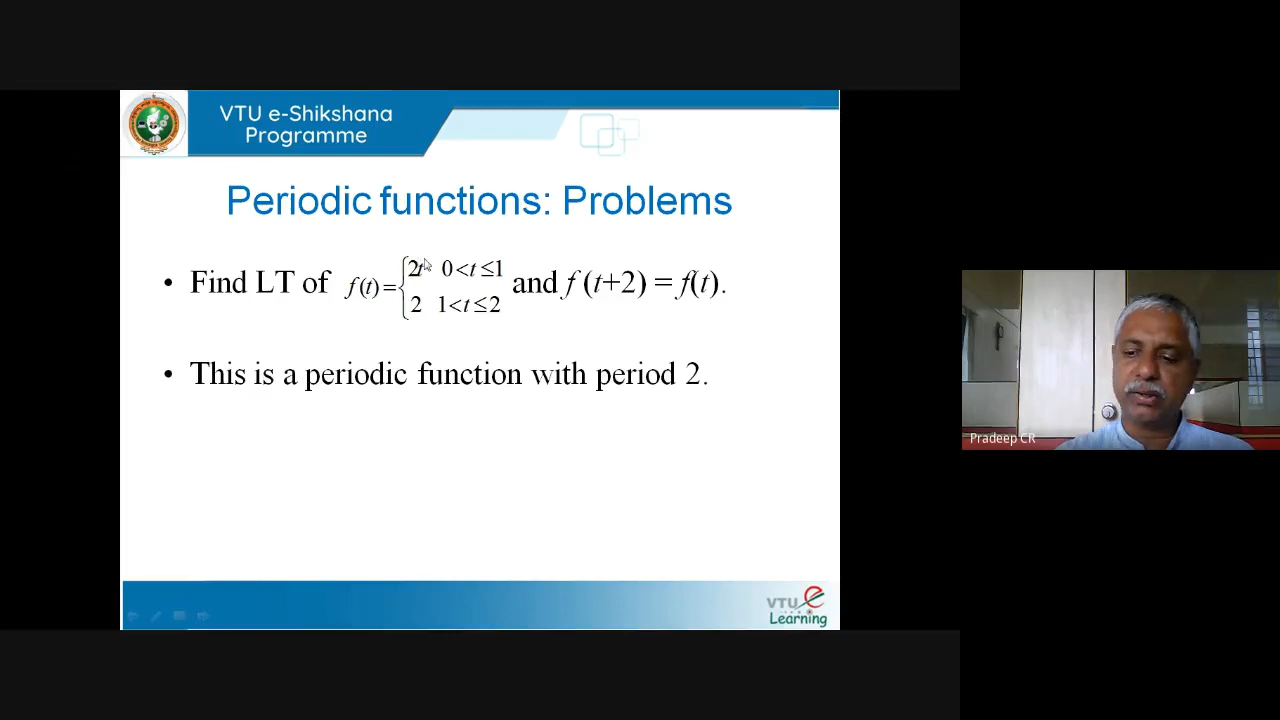 VTU e-Shikshana
Programme
Periodic functions: Problems
• Find LT of f(t)={2t 0<t≤1 and f (t+2) = f(t).
2 1<t≤2
• This is a periodic function with period 2.
Pradeep CR
VTU e
Learning